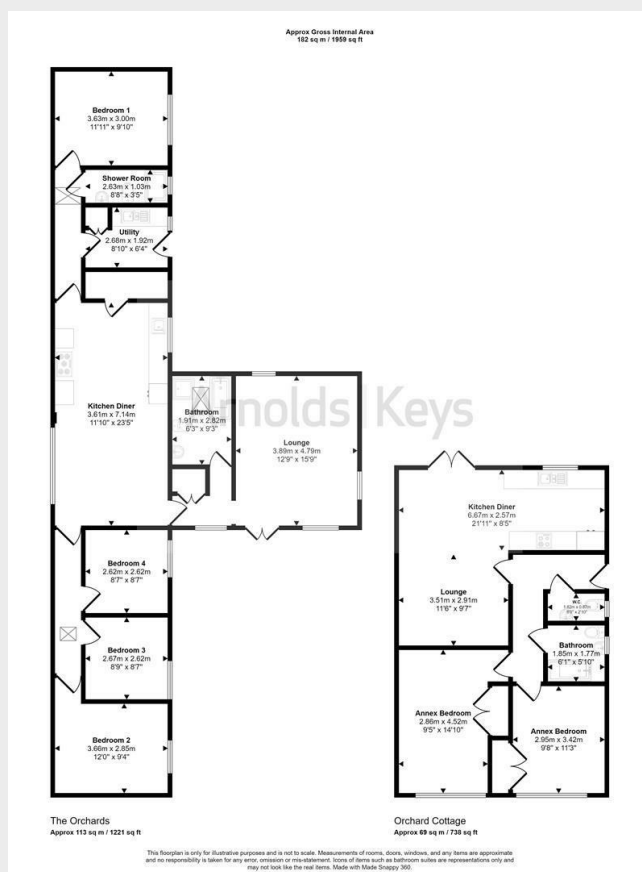 Approx Gross Internal Area
182 sq m / 1959 sq ft
Bedroom 1
3.63m x 3.00m
11'11" x 9'10"
Shower Room
2.63m x 1.03m
8'8" x 3'5"
Utility
2.68m x 1.92m
8'10" x 6'4"
Kitchen Diner
3.61m x 7.14m
11'10" x 23'5"
Bathroom
1.91m x 2.82m
6'3" x 9'3"
Lounge
3.89m x 4.79m
12'9" x 15'9"
rnolds | Keys
Bedroom 4
2.62m x 2.62m
8'7" x 8'7"
Bedroom 3
2.67m x 2.62m
8'9" x 8'7"
Bedroom 2
3.66m x 2.85m
12'0" x 9'4"
Kitchen Diner
6.67m x 2.57m
21'11" x 8'5"
Lounge
3.51m x 2.91m
11'6" x 9'7"
W.C
Bathroom
1.85m x 1.77m
6'1" x 5'10"
Annex Bedroom
2.86m x 4.52m
9'5" x 14'10"
Annex Bedroom
2.95m x 3.42m
9'8" x 11'3"
The Orchards
Approx 113 sq m / 1221 sq ft
Orchard Cottage
Approx 69 sq m / 738 sq ft
This floorplan is only for illustrative purposes and is not to scale. Measurements of rooms, doors, windows, and any items are approximate
and no responsibility is taken for any error, omission or mis-statement. Icons of items such as bathroom suites are representations only and
may not look like the real items. Made with Made Snappy 360.